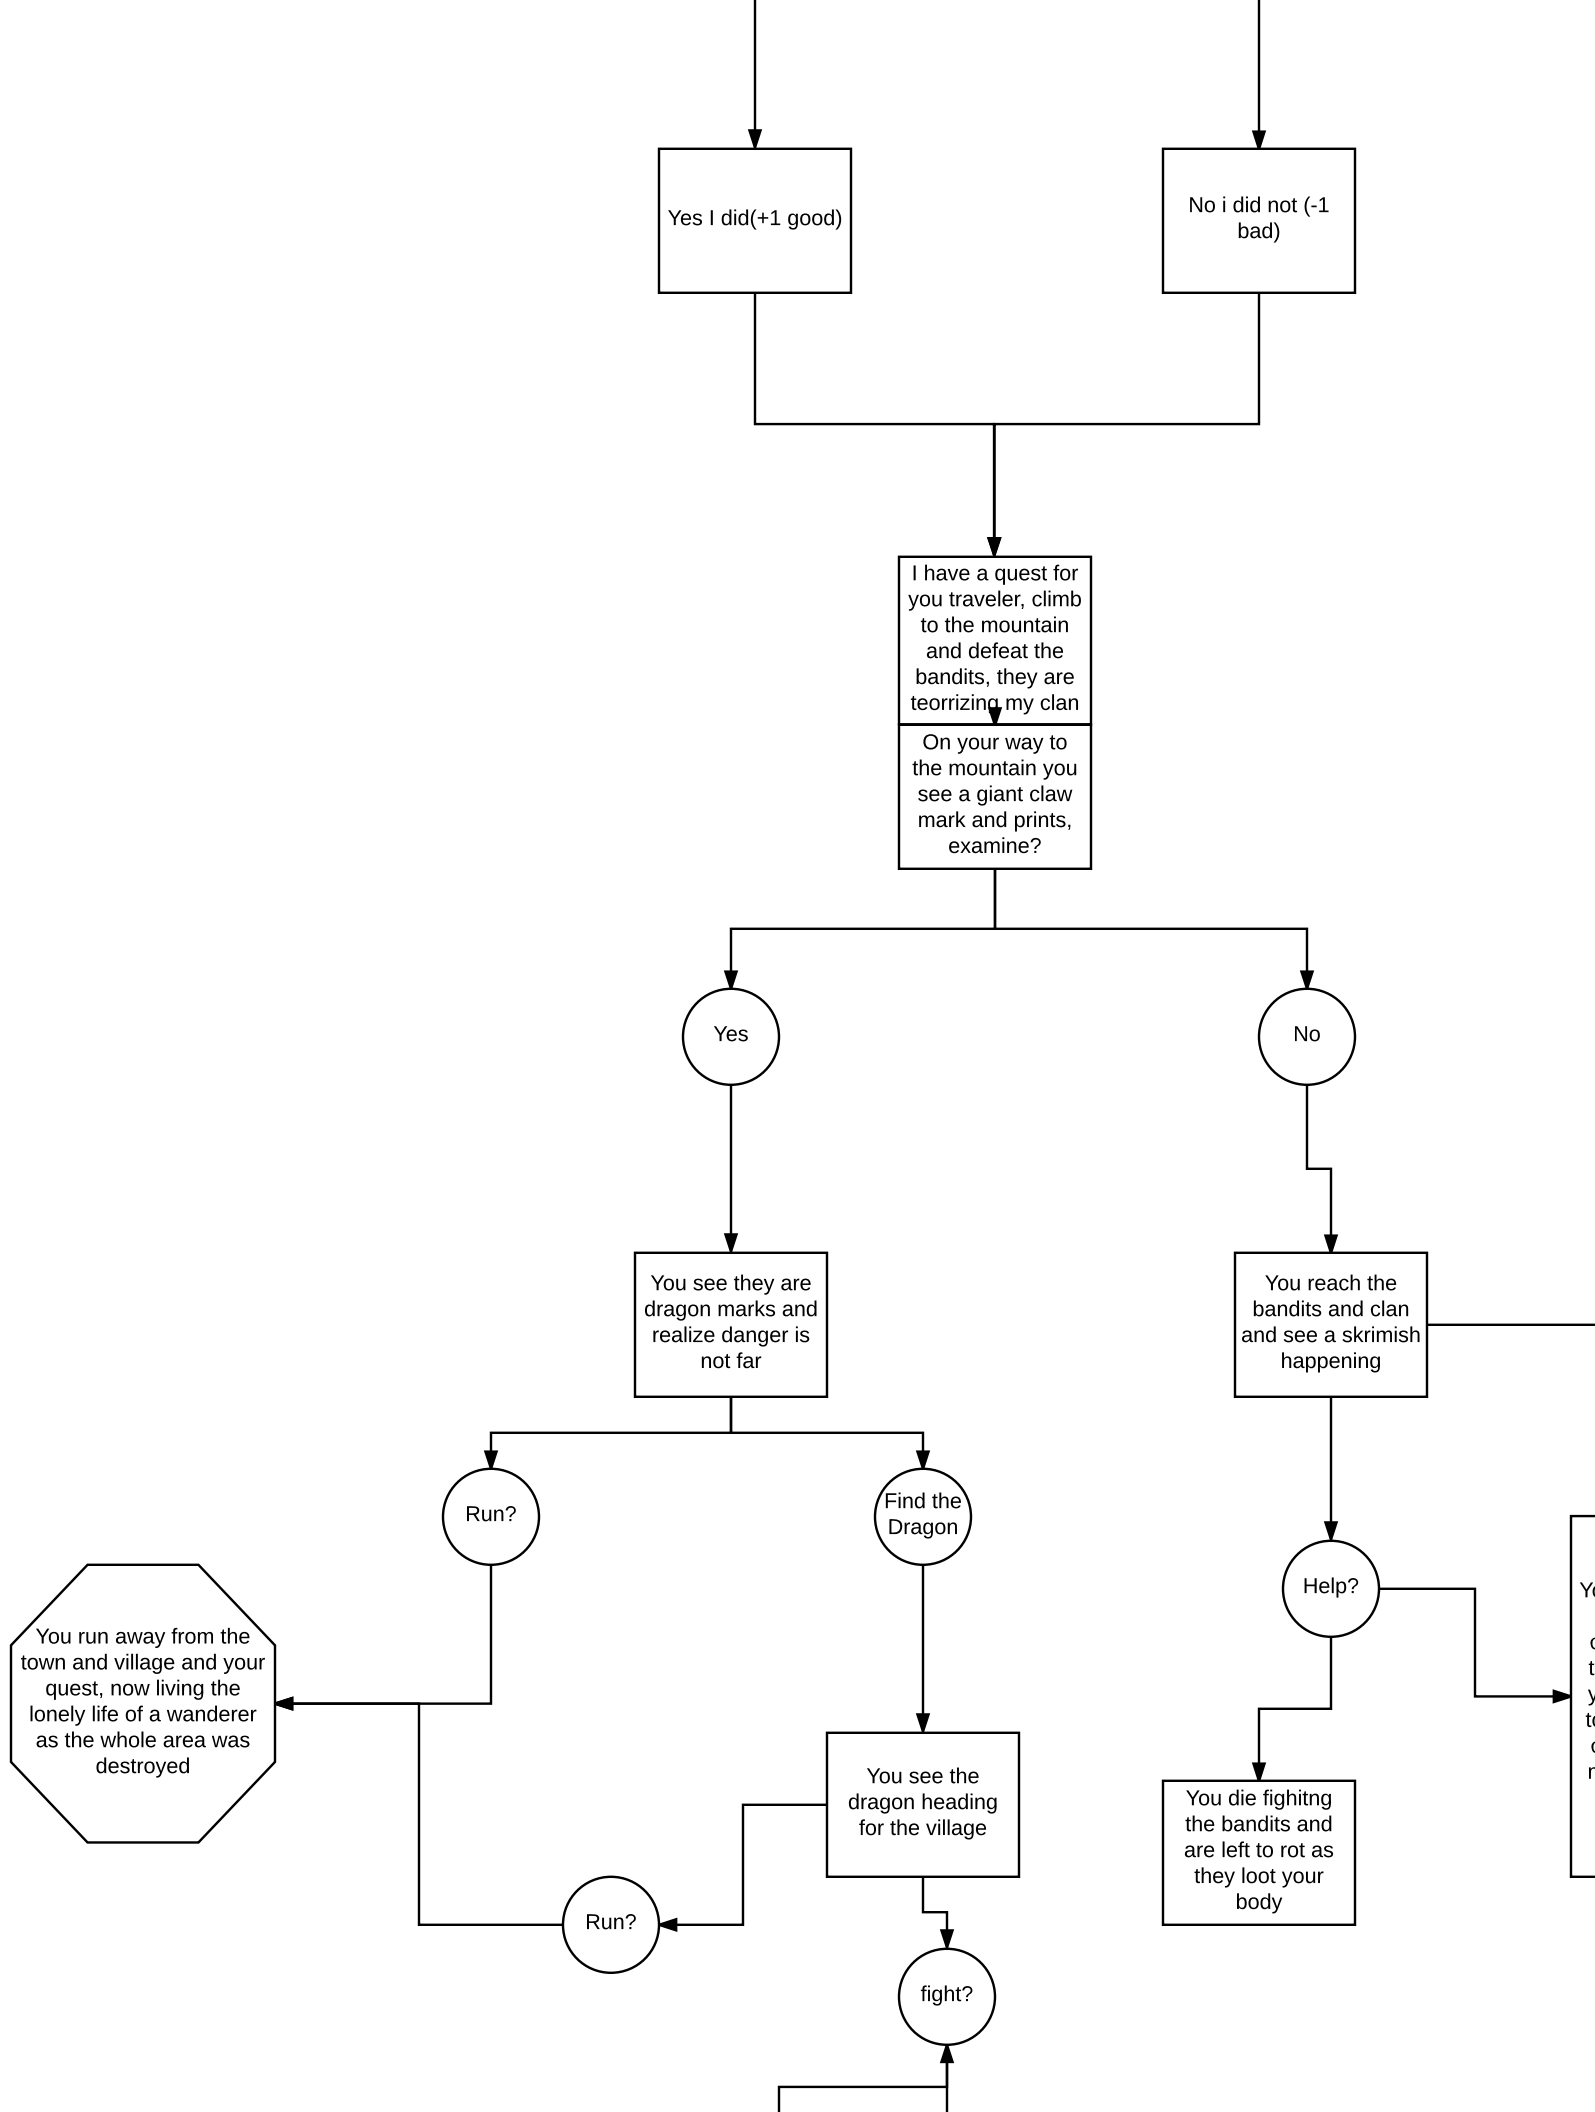 Yes I did(+1 good)
No i did not (-1
bad)
I have a quest for
you traveler, climb
to the mountain
and defeat the
bandits, they are
teorrizing my clan
On your way to
the mountain you
see a giant claw
mark and prints,
examine?
Yes
No
You see they are
dragon marks and
realize danger is
not far
You reach the
bandits and clan
and see a skrimish
happening
Run?
Find the
Dragon
Help?
You run away from the
town and village and your
quest, now living the
lonely life of a wanderer
as the whole area was
destroyed
You see the
dragon heading
for the village
You die fighitng
the bandits and
are left to rot as
they loot your
body
Run?
fight?